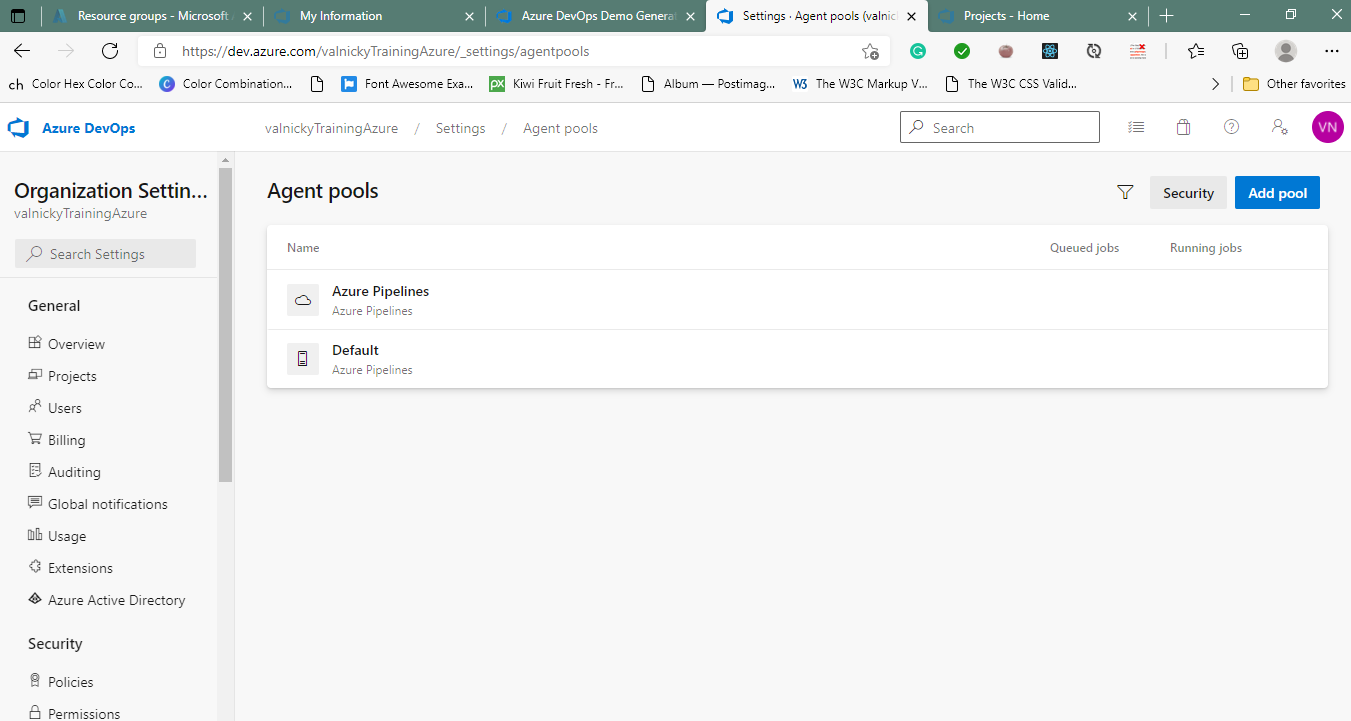 Resource groups - Microsoft
My Information
Azure DevOps Demo Genera
Settings · Agent pools (valnic
Projects - Home
https://dev.azure.com/valnickyTrainingAzure/_settings/agentpools
ch Color Hex Color Co...
C Color Combination...
Font Awesome Exa...
px Kiwi Fruit Fresh - Fr...
Album — Postimag...
W3 The W3C Markup V...
The W3C CSS Valid...
Other favorites
Azure DevOps
valnickyTrainingAzure / Settings / Agent pools
Search
VN
Organization Settin...
valnickyTrainingAzure
Search Settings
General
Overview
Projects
Users
Billing
Auditing
Global notifications
Usage
Extensions
Azure Active Directory
Security
Policies
Permissions
Agent pools
Security
Add pool
Name
Queued jobs
Running jobs
Azure Pipelines
Azure Pipelines
Default
Azure Pipelines